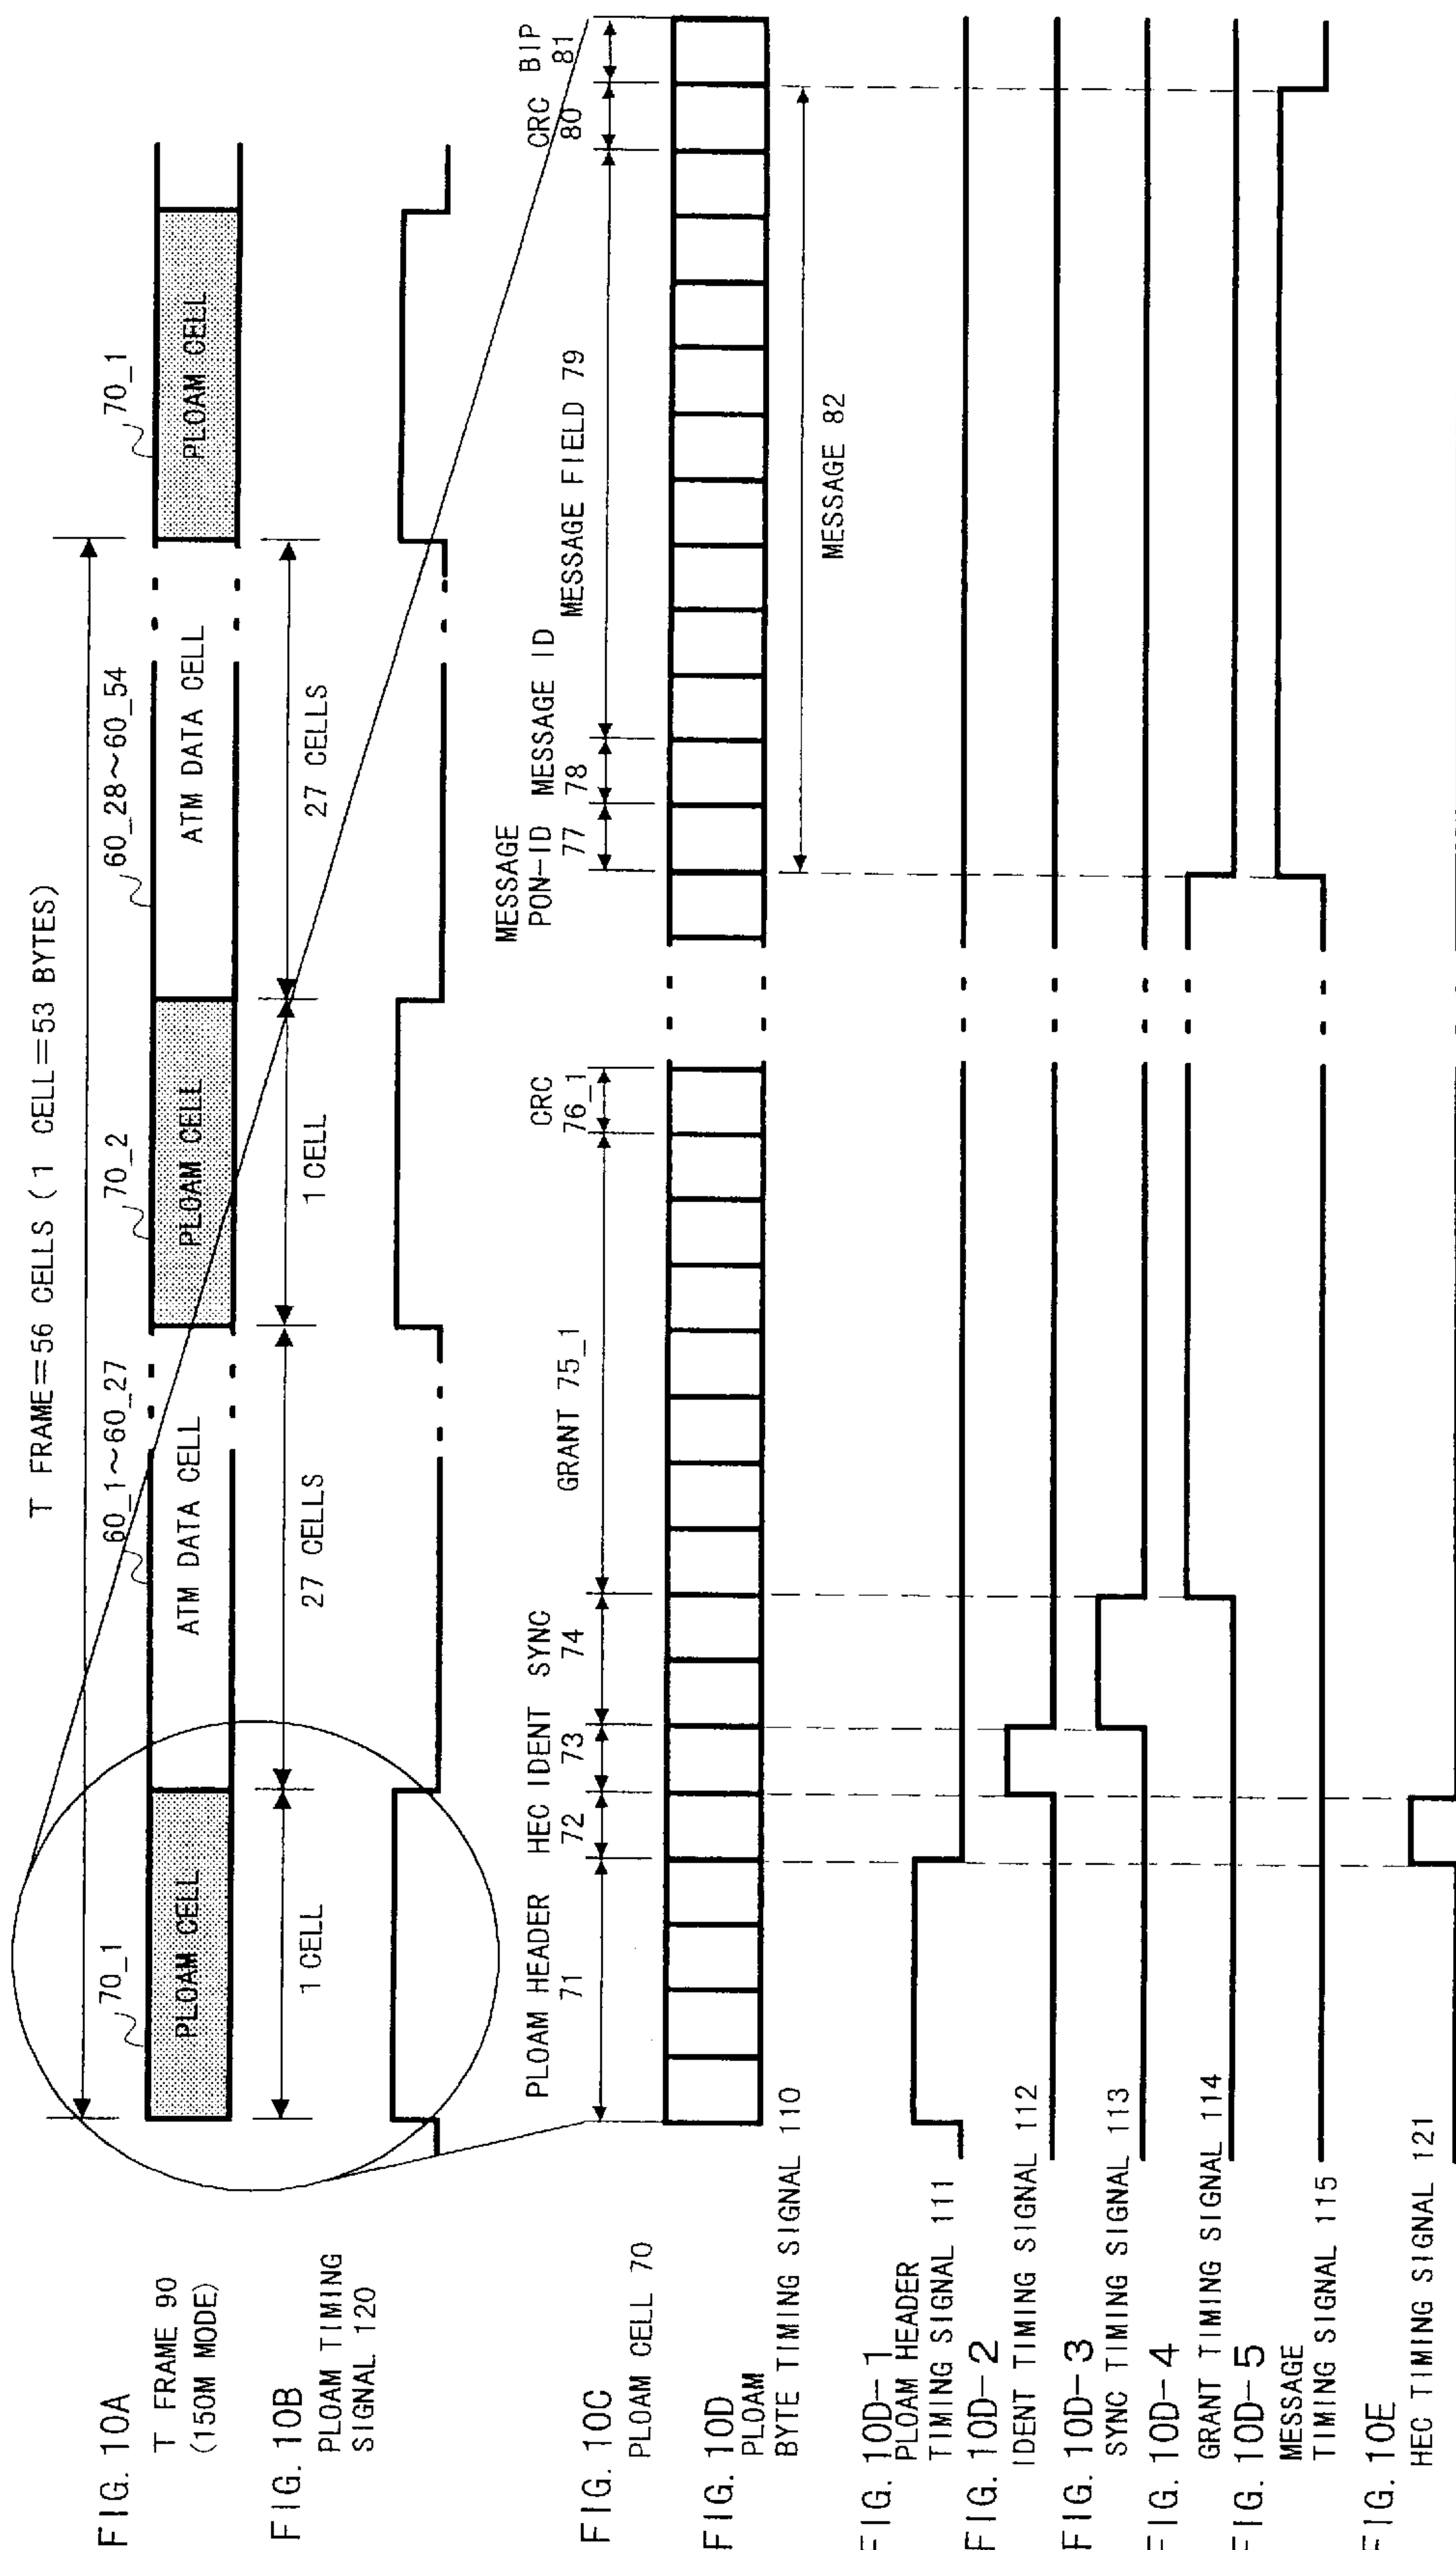 T FRAME=56 CELLS ( 1 CELL=53 BYTES)
FIG. 10A
T FRAME 90
(150M MODE)
70_1
60_1~60_27
70_2
60_28~60_54
70_1
PLOAM CELL
ATM DATA CELL
PLOAM CELL
ATM DATA CELL
PLOAM CELL
1 CELL
27 CELLS
1 CELL
27 CELLS
FIG. 10B
PLOAM TIMING
SIGNAL 120
FIG. 10C
PLOAM CELL 70
PLOAM HEADER
71
HEC
72
IDENT
73
SYNC
74
GRANT 75_1
CRC
76_1
MESSAGE
PON-ID
77
MESSAGE ID
78
MESSAGE FIELD 79
CRC
80
BIP
81
MESSAGE 82
FIG. 10D
PLOAM
BYTE TIMING SIGNAL 110
FIG. 10D-1
PLOAM HEADER
TIMING SIGNAL 111
FIG. 10D-2
IDENT TIMING SIGNAL 112
FIG. 10D-3
SYNC TIMING SIGNAL 113
FIG. 10D-4
GRANT TIMING SIGNAL 114
FIG. 10D-5
MESSAGE
TIMING SIGNAL 115
FIG. 10E
HEC TIMING SIGNAL 121